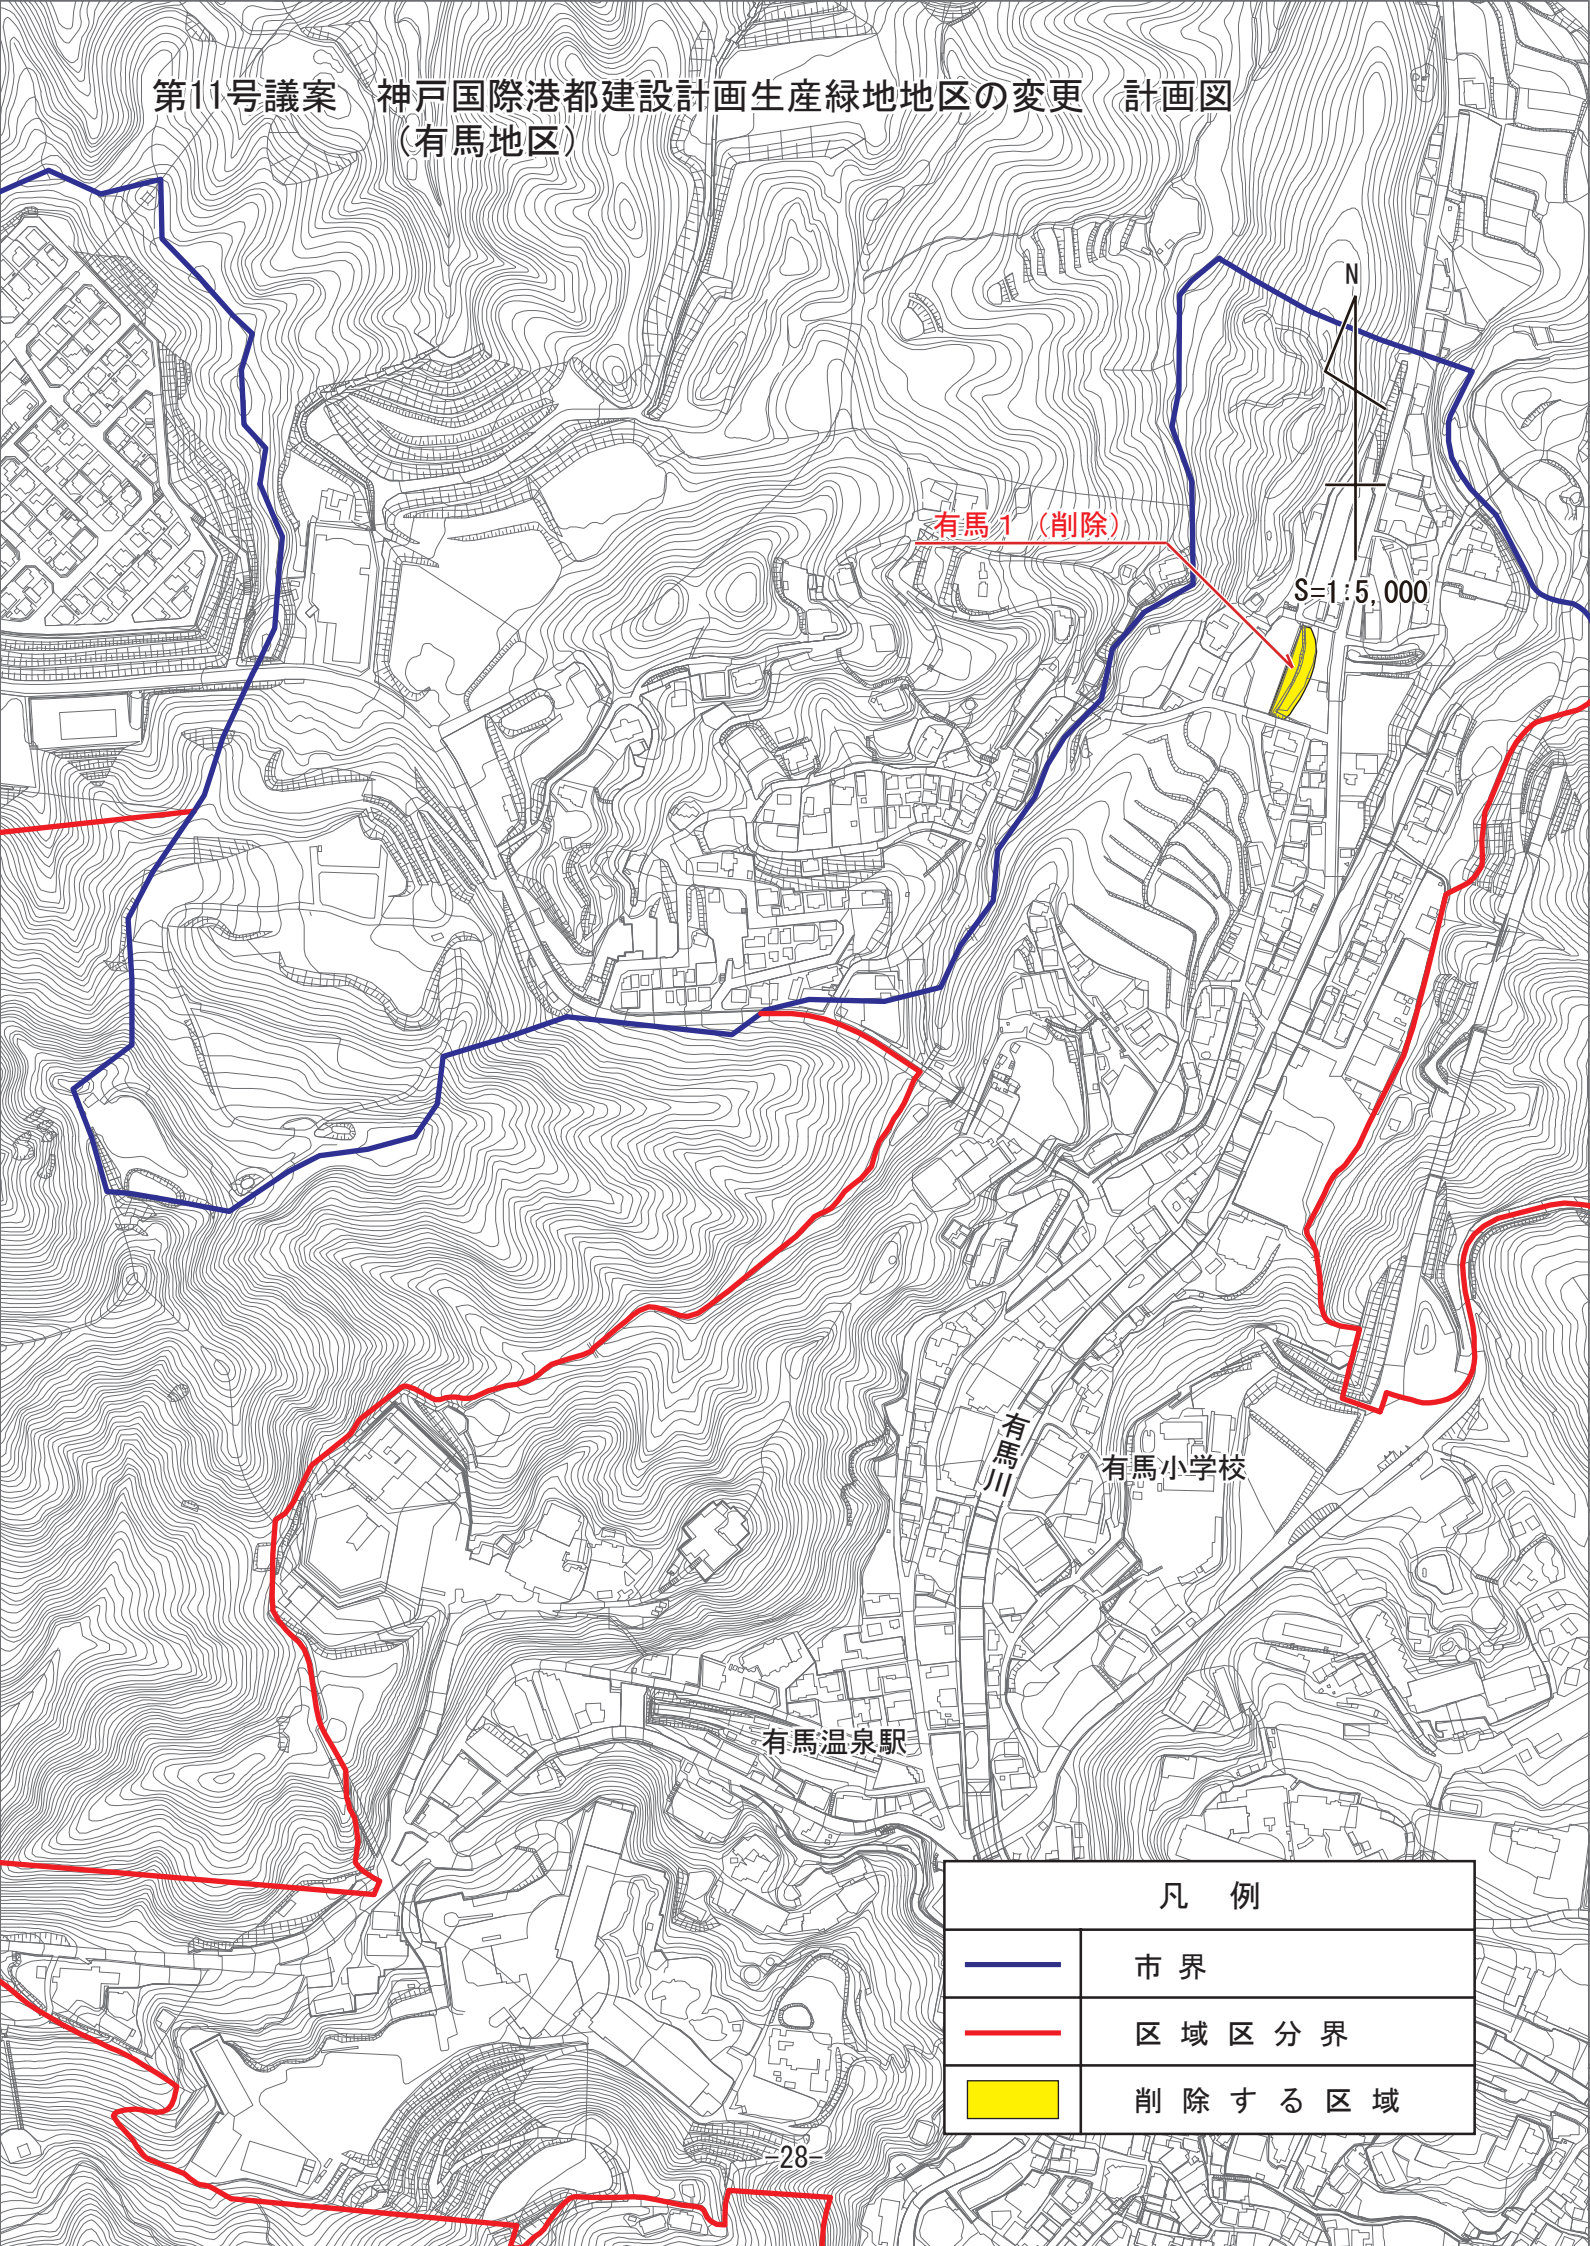 第11号議案　神戸国際港都建設計画生産緑地地区の変更　計画図
（有馬地区）
N
有馬１（削除）
S=1:5,000
有馬川
有馬小学校
有馬温泉駅
凡　例
市 界
区 域 区 分 界
削 除 す る 区 域
-28-